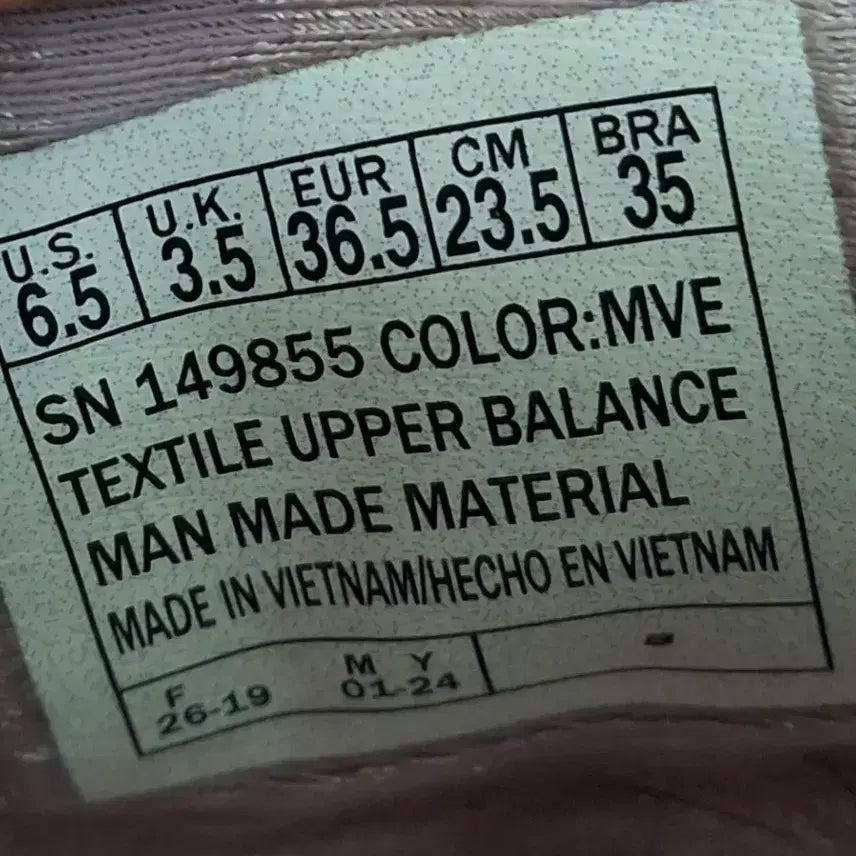 U.S. U.K. EUR CM BRA
6.5 3.5 36.5 23.5 35
SN 149855 COLOR:MVE
TEXTILE UPPER BALANCE
MAN MADE MATERIAL
MADE IN VIETNAM/HECHO EN VIETNAM
F M Y -
26-19 01-24